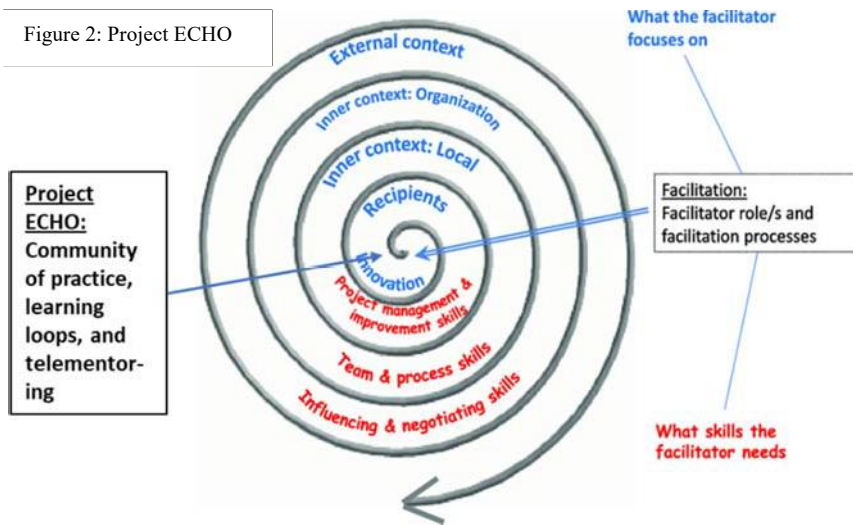 Figure 2: Project ECHO
What the facilitator
focuses on
External context
Inner context: Organization
Inner context: Local
Recipients
Innovation
Project management &
improvement skills
Team & process skills
Influencing & negotiating skills
Project
ECHO:
Community
of practice,
learning
loops, and
telementor-
ing
Facilitation:
Facilitator role/s and
facilitation processes
What skills the
facilitator needs